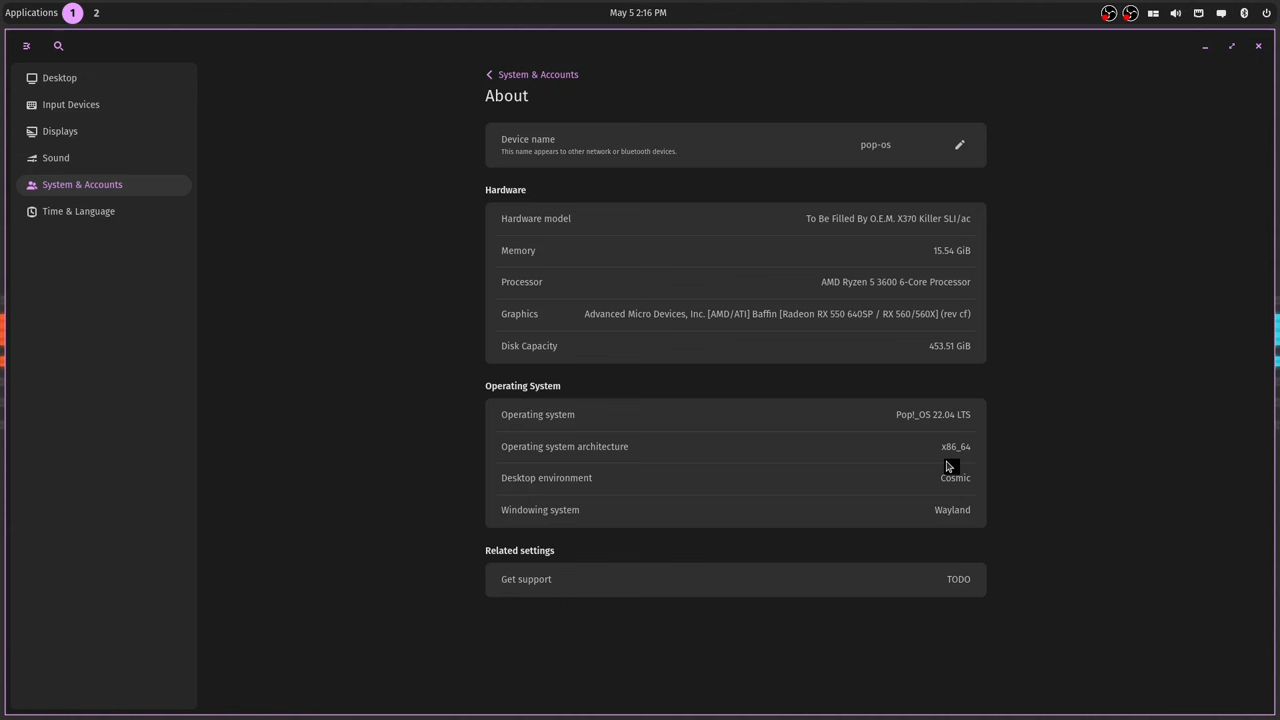 Applications 1 2 May 5 2:16 PM
Desktop
Input Devices
Displays
Sound
System & Accounts
Time & Language
System & Accounts
About
Device name pop-os
This name appears to other network or bluetooth devices.
Hardware
Hardware model To Be Filled By O.E.M. X370 Killer SLI/ac
Memory 15.54 GiB
Processor AMD Ryzen 5 3600 6-Core Processor
Graphics Advanced Micro Devices, Inc. [AMD/ATI] Baffin [Radeon RX 550 640SP / RX 560/560X] (rev cf)
Disk Capacity 453.51 GiB
Operating System
Operating system Pop!_OS 22.04 LTS
Operating system architecture x86_64
Desktop environment Cosmic
Windowing system Wayland
Related settings
Get support TODO